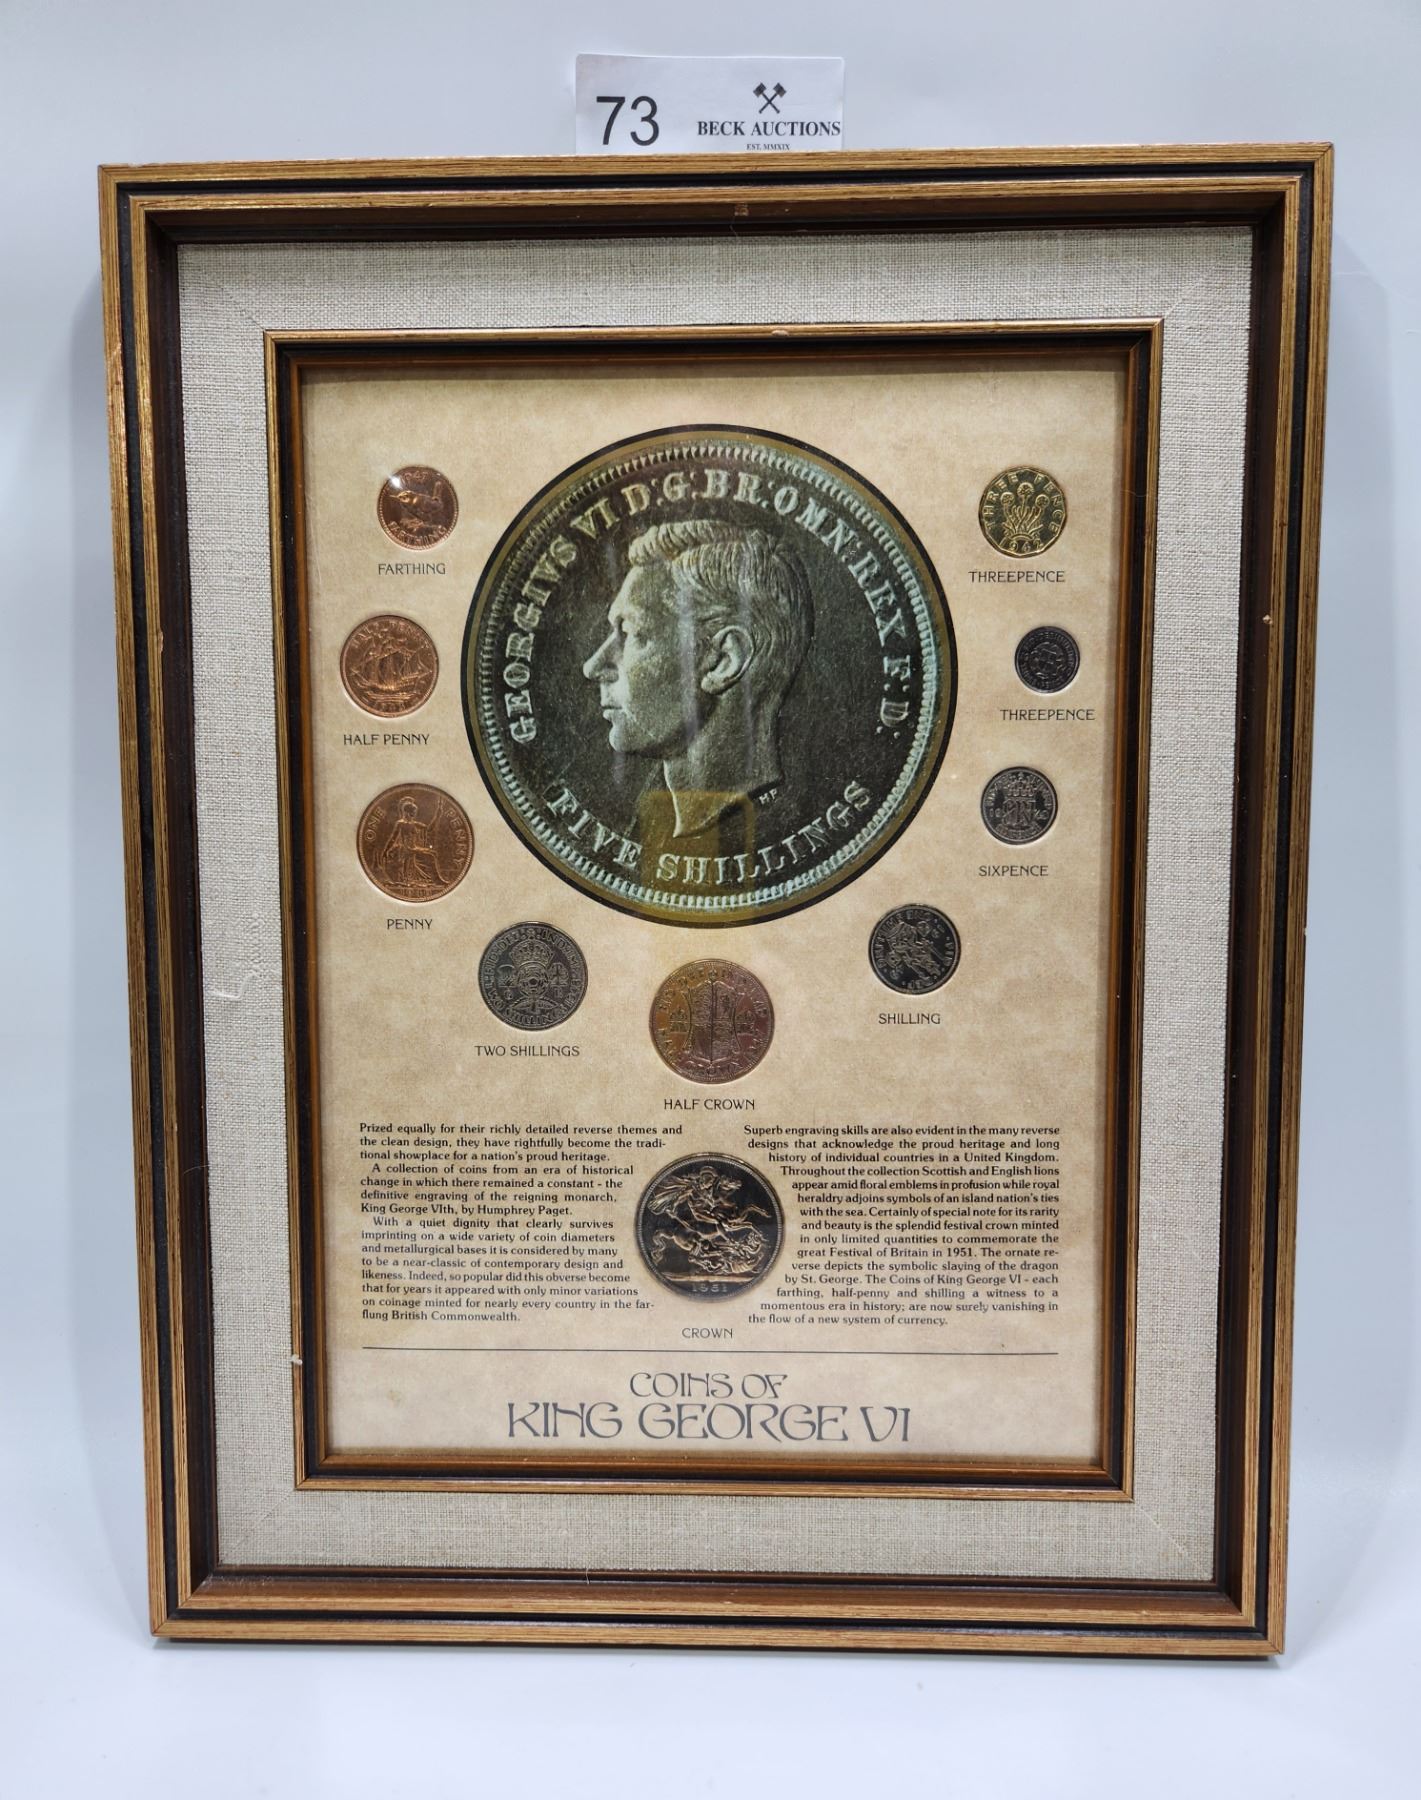 73
BECK AUCTIONS
EST. MMXIX
GEORGIVS VI D:G:BR:OMN:REX F:D:
FIVE SHILLINGS
HP
FARTHING
FARTHING
THREE PENCE
1942
THREEPENCE
HALF PENNY
HALF PENNY
THREEPENCE
ONE PENNY
PENNY
SIXPENCE
TWO SHILLINGS
SHILLING
HALF CROWN
Prized equally for their richly detailed reverse themes and
the clean design, they have rightfully become the tradi-
tional showplace for a nation's proud heritage.
A collection of coins from an era of historical
change in which there remained a constant - the
definitive engraving of the reigning monarch,
King George VIth, by Humphrey Paget.
With a quiet dignity that clearly survives
imprinting on a wide variety of coin diameters
and metallurgical bases it is considered by many
to be a near-classic of contemporary design and
likeness. Indeed, so popular did this obverse become
that for years it appeared with only minor variations
on coinage minted for nearly every country in the far-
flung British Commonwealth.
Superb engraving skills are also evident in the many reverse
designs that acknowledge the proud heritage and long
history of individual countries in a United Kingdom.
Throughout the collection Scottish and English lions
appear amid floral emblems in profusion while royal
heraldry adjoins symbols of an island nation's ties
with the sea. Certainly of special note for its rarity
and beauty is the splendid festival crown minted
in only limited quantities to commemorate the
great Festival of Britain in 1951. The ornate re-
verse depicts the symbolic slaying of the dragon
by St. George. The Coins of King George VI - each
farthing, half-penny and shilling a witness to a
momentous era in history; are now surely vanishing in
the flow of a new system of currency.
1951
CROWN
COINS OF
KING GEORGE VI